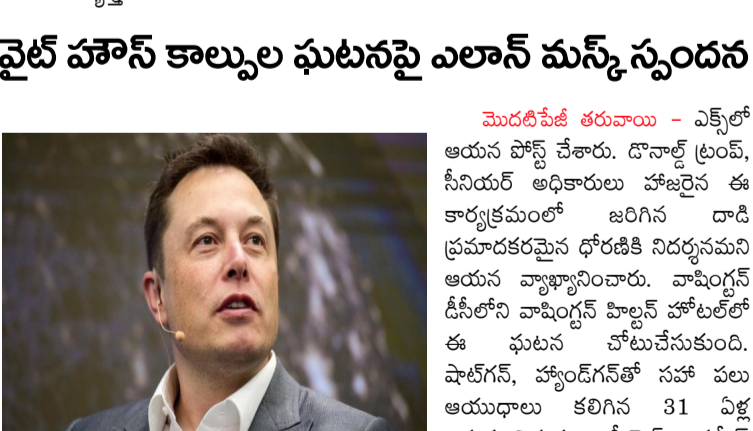 వైట్ హౌస్ కాల్పుల ఘటనపై ఎలాన్ మస్క్ స్పందన
మొదటిపేజీ తరువాయి - ఎక్స్‌లో
ఆయన పోస్ట్ చేశారు. డొనాల్డ్ ట్రంప్,
సీనియర్ అధికారులు హాజరైన ఈ
కార్యక్రమంలో జరిగిన దాడి
ప్రమాదకరమైన ధోరణికి నిదర్శనమని
ఆయన వ్యాఖ్యానించారు. వాషింగ్టన్
డీసీలోని వాషింగ్టన్ హిల్టన్ హోటల్‌లో
ఈ ఘటన చోటుచేసుకుంది.
షాట్‌గన్, హ్యాండ్‌గన్‌తో సహా పలు
ఆయుధాలు కలిగిన 31 ఏళ్ల